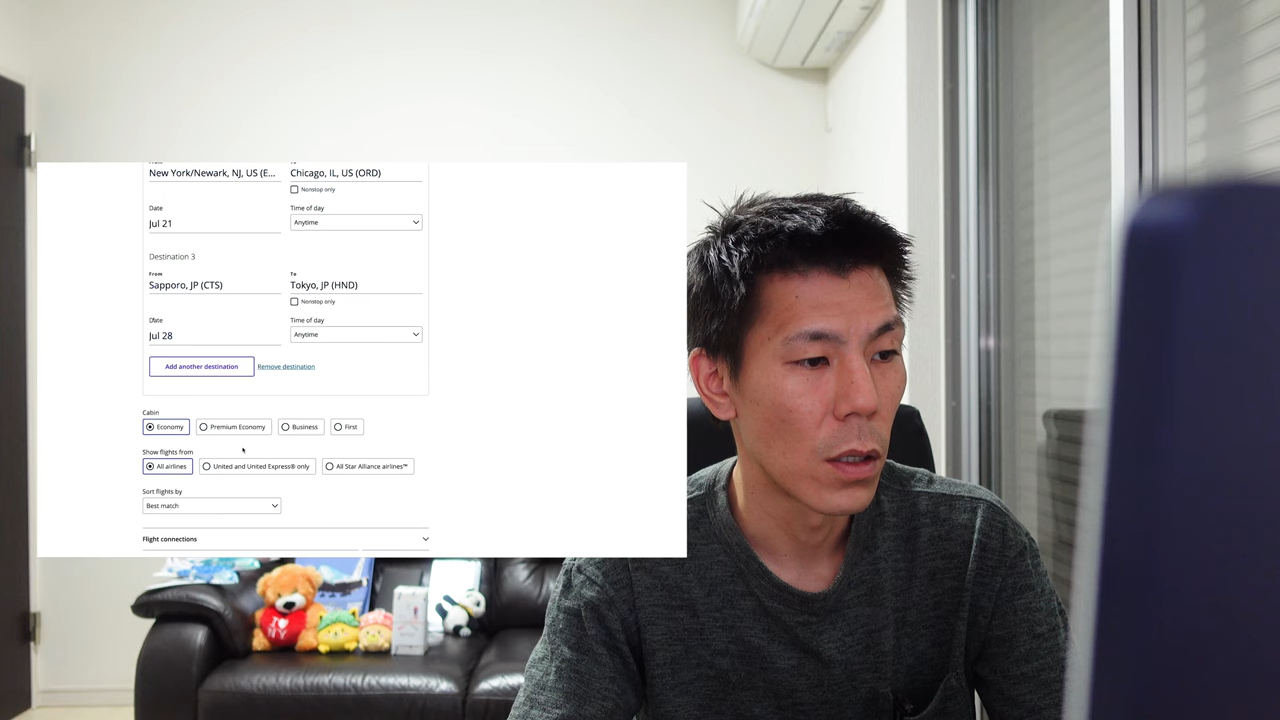 New York/Newark, NJ, US (E... Chicago, IL, US (ORD)
Nonstop only
Date Time of day
Jul 21 Anytime
Destination 3
From To
Sapporo, JP (CTS) Tokyo, JP (HND)
Nonstop only
Date Time of day
Jul 28 Anytime
Add another destination Remove destination
Cabin
Economy Premium Economy Business First
Show flights from
All airlines United and United Express® only All Star Alliance airlines™
Sort flights by
Best match
Flight connections
I ♥
NY